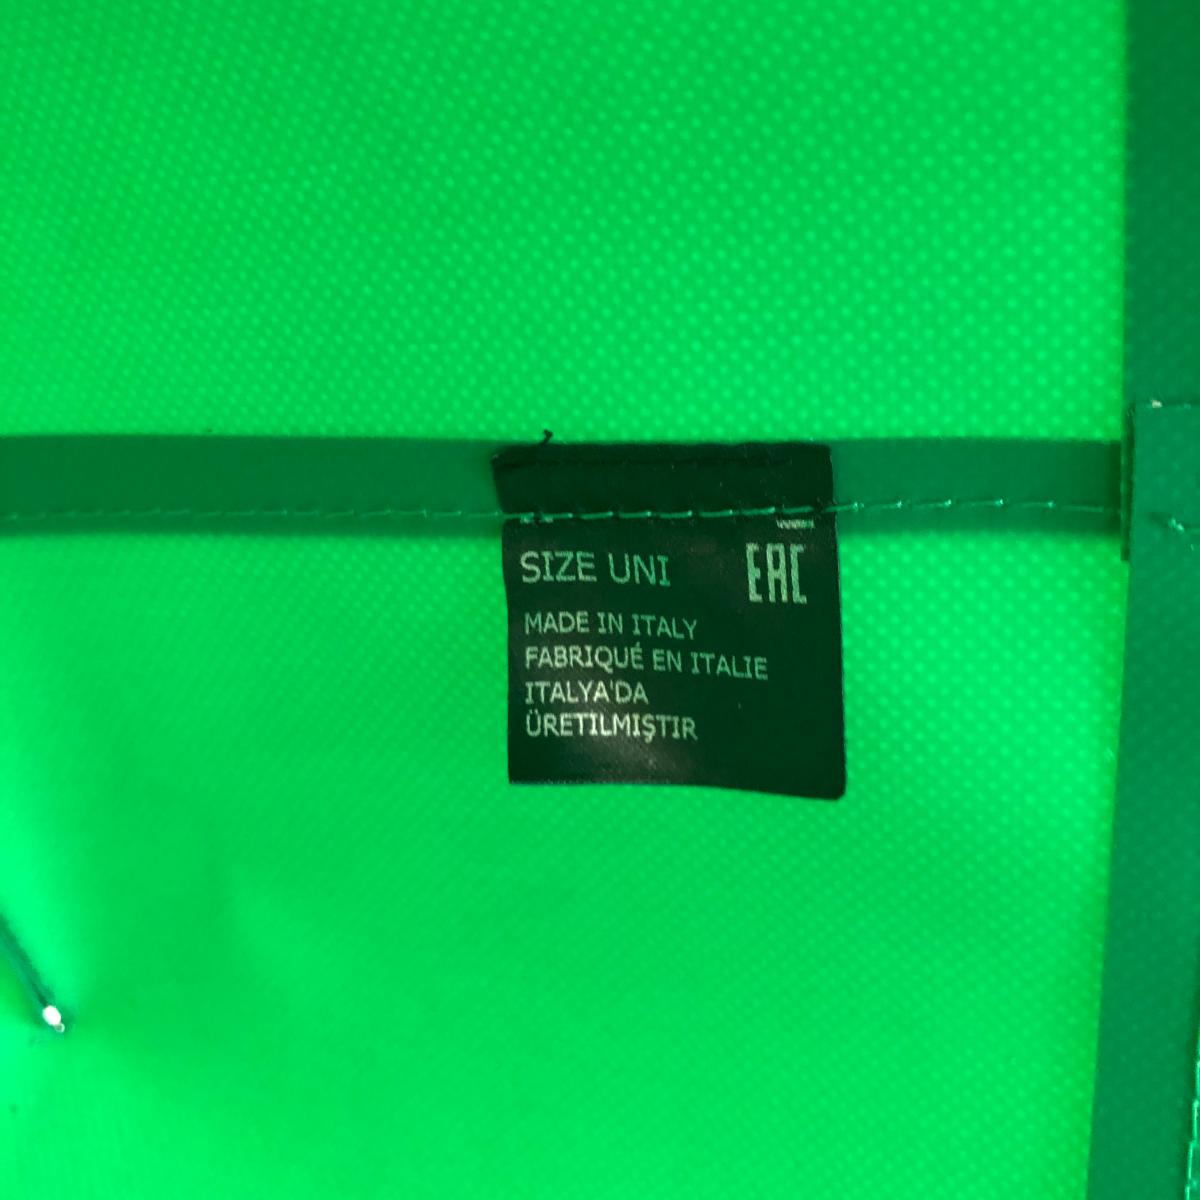 SIZE UNI EAC
MADE IN ITALY
FABRIQUÉ EN ITALIE
ITALYA'DA
ÜRETILMIŞTIR